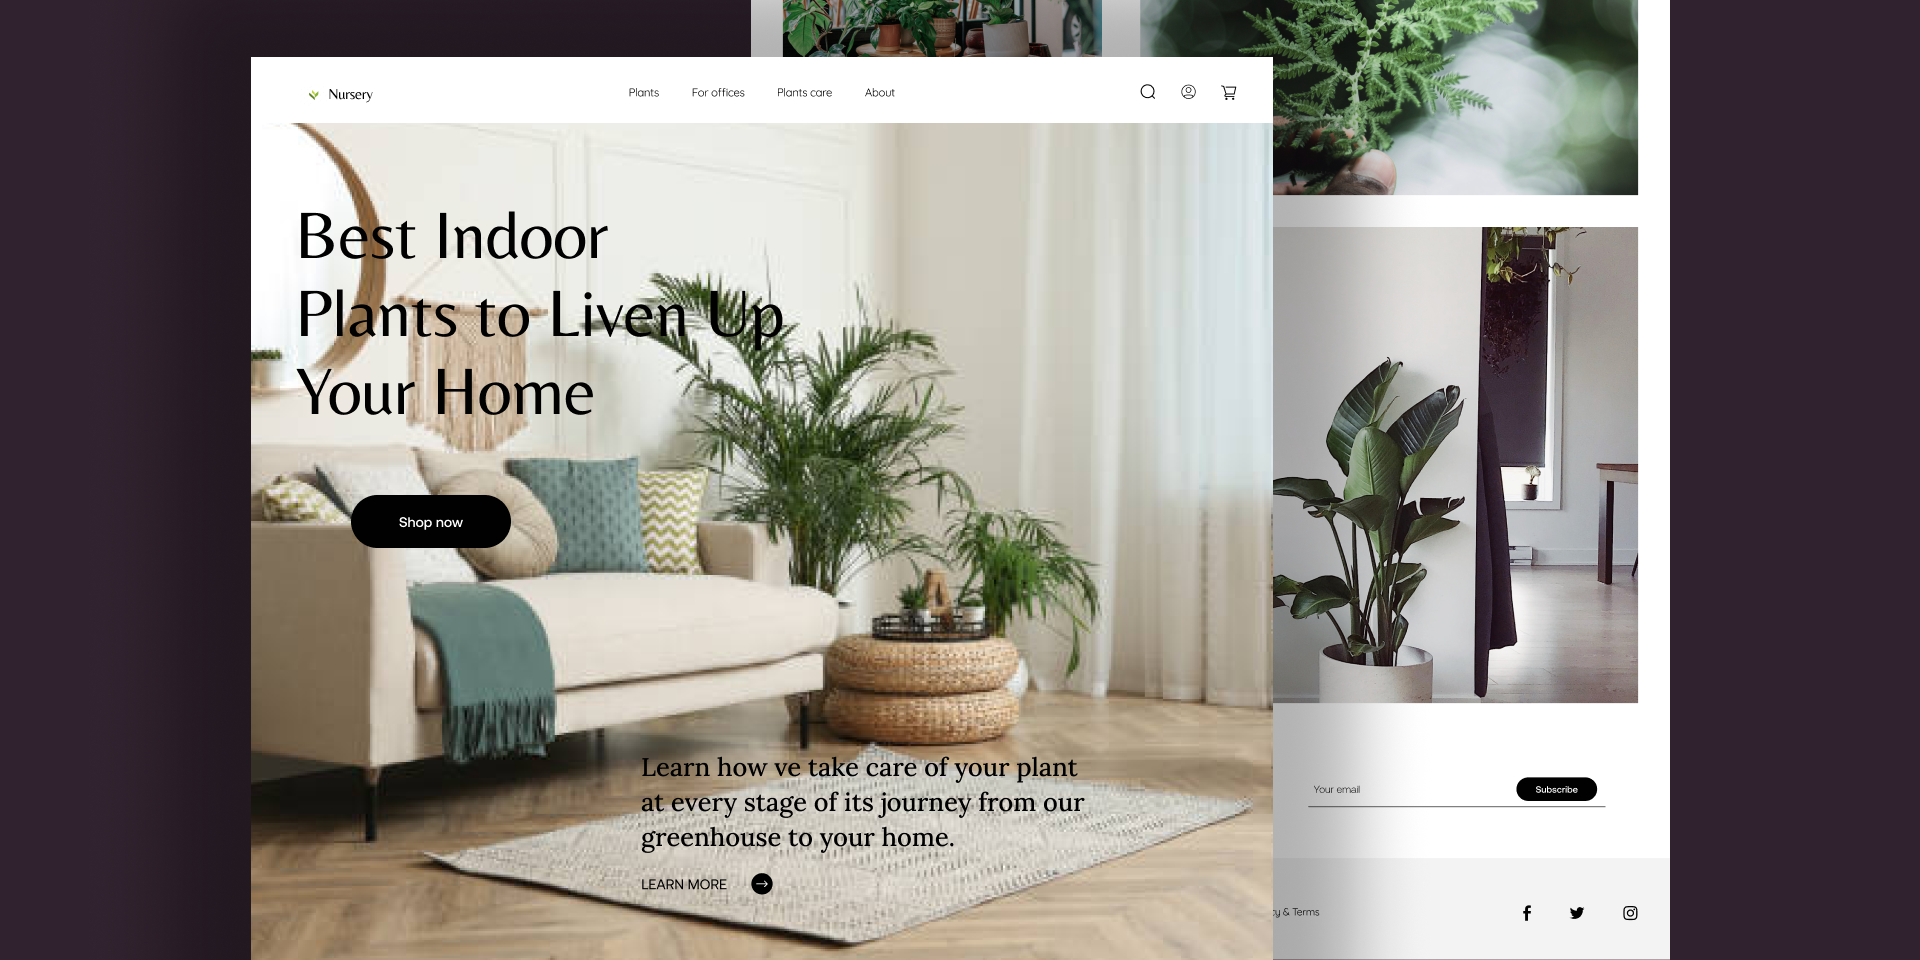 Nursery
Plants
For offices
Plants care
About
Best Indoor
Plants to Liven Up
Your Home
Shop now
Learn how ve take care of your plant
at every stage of its journey from our
greenhouse to your home.
LEARN MORE
Your email
Subscribe
& Terms